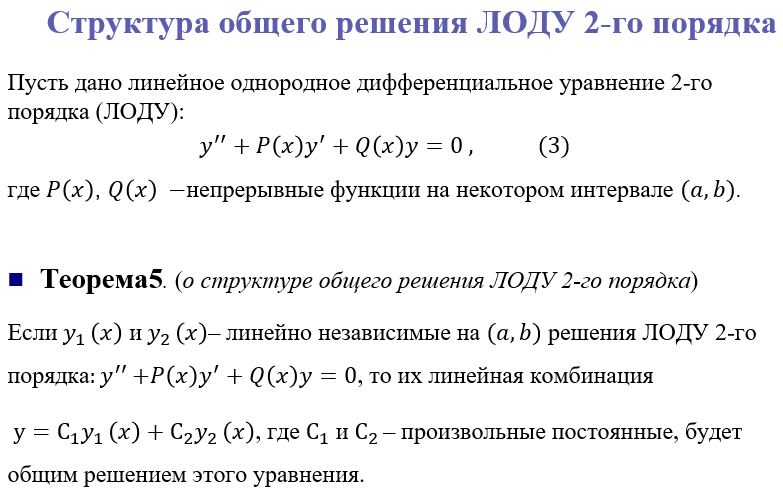 Структура общего решения ЛОДУ 2-го порядка
Пусть дано линейное однородное дифференциальное уравнение 2-го
порядка (ЛОДУ):
y′′ + P(x)y′ + Q(x)y = 0 , (3)
где P(x), Q(x) −непрерывные функции на некотором интервале (a, b).
■ Теорема5. (о структуре общего решения ЛОДУ 2-го порядка)
Если y₁ (x) и y₂ (x)– линейно независимые на (a, b) решения ЛОДУ 2-го
порядка: y′′ +P(x)y′ + Q(x)y = 0, то их линейная комбинация
y = C₁y₁ (x) + C₂y₂ (x), где C₁ и C₂ – произвольные постоянные, будет
общим решением этого уравнения.